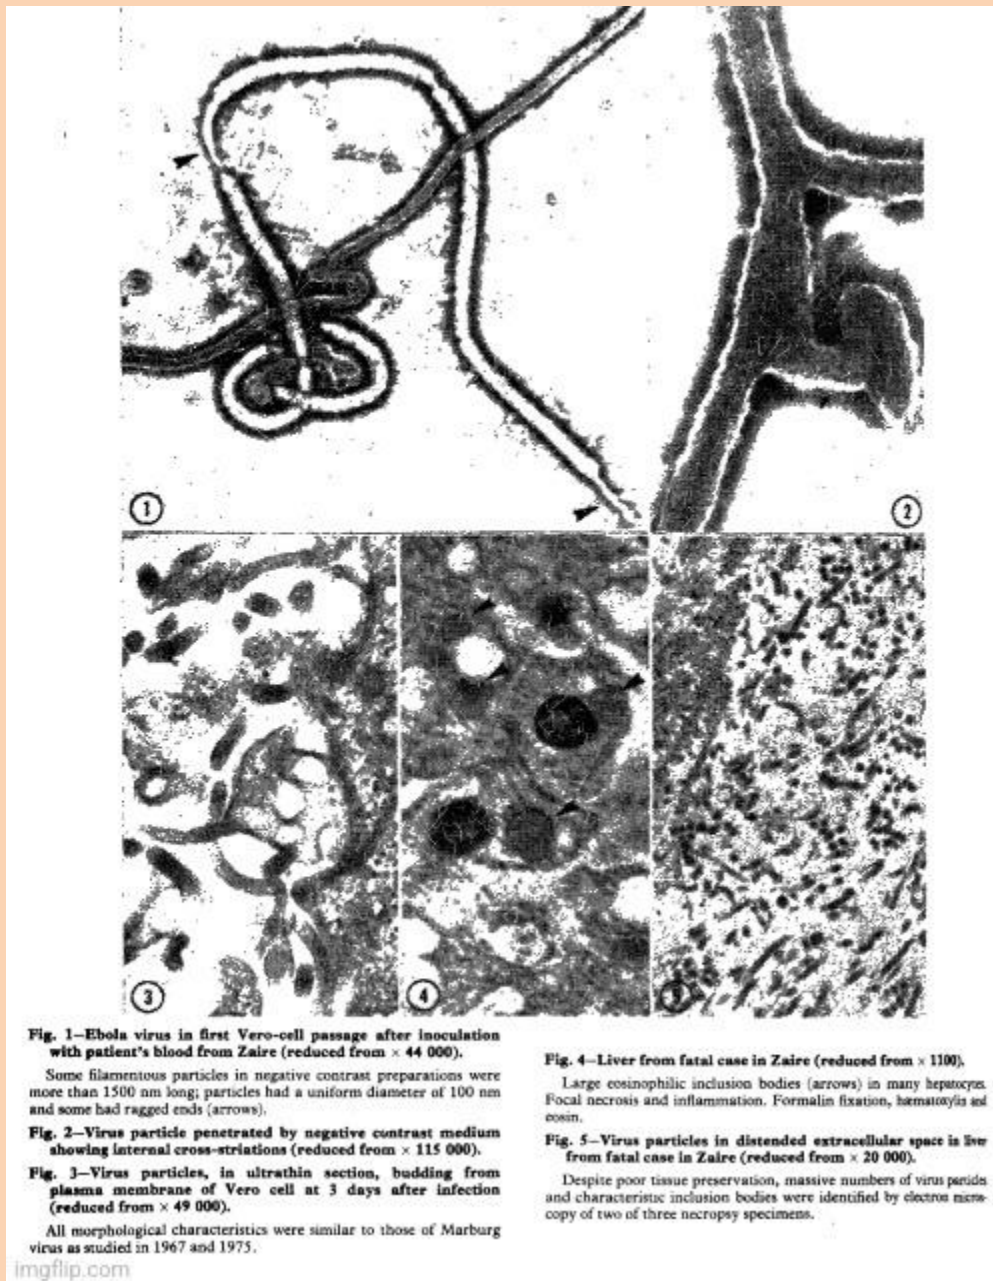 1
2
3
4
5
Fig. 1—Ebola virus in first Vero-cell passage after inoculation
with patient's blood from Zaire (reduced from × 44 000).
Some filamentous particles in negative contrast preparations were
more than 1500 nm long; particles had a uniform diameter of 100 nm
and some had ragged ends (arrows).
Fig. 2—Virus particle penetrated by negative contrast medium
showing internal cross-striations (reduced from × 115 000).
Fig. 3—Virus particles, in ultrathin section, budding from
plasma membrane of Vero cell at 3 days after infection
(reduced from × 49 000).
All morphological characteristics were similar to those of Marburg
virus as studied in 1967 and 1975.
Fig. 4—Liver from fatal case in Zaire (reduced from × 1100).
Large eosinophilic inclusion bodies (arrows) in many hepatocytes.
Focal necrosis and inflammation. Formalin fixation, hæmatoxylin and
eosin.
Fig. 5—Virus particles in distended extracellular space in liver
from fatal case in Zaire (reduced from × 20 000).
Despite poor tissue preservation, massive numbers of virus particles
and characteristic inclusion bodies were identified by electron micros-
copy of two of three necropsy specimens.
imgflip.com